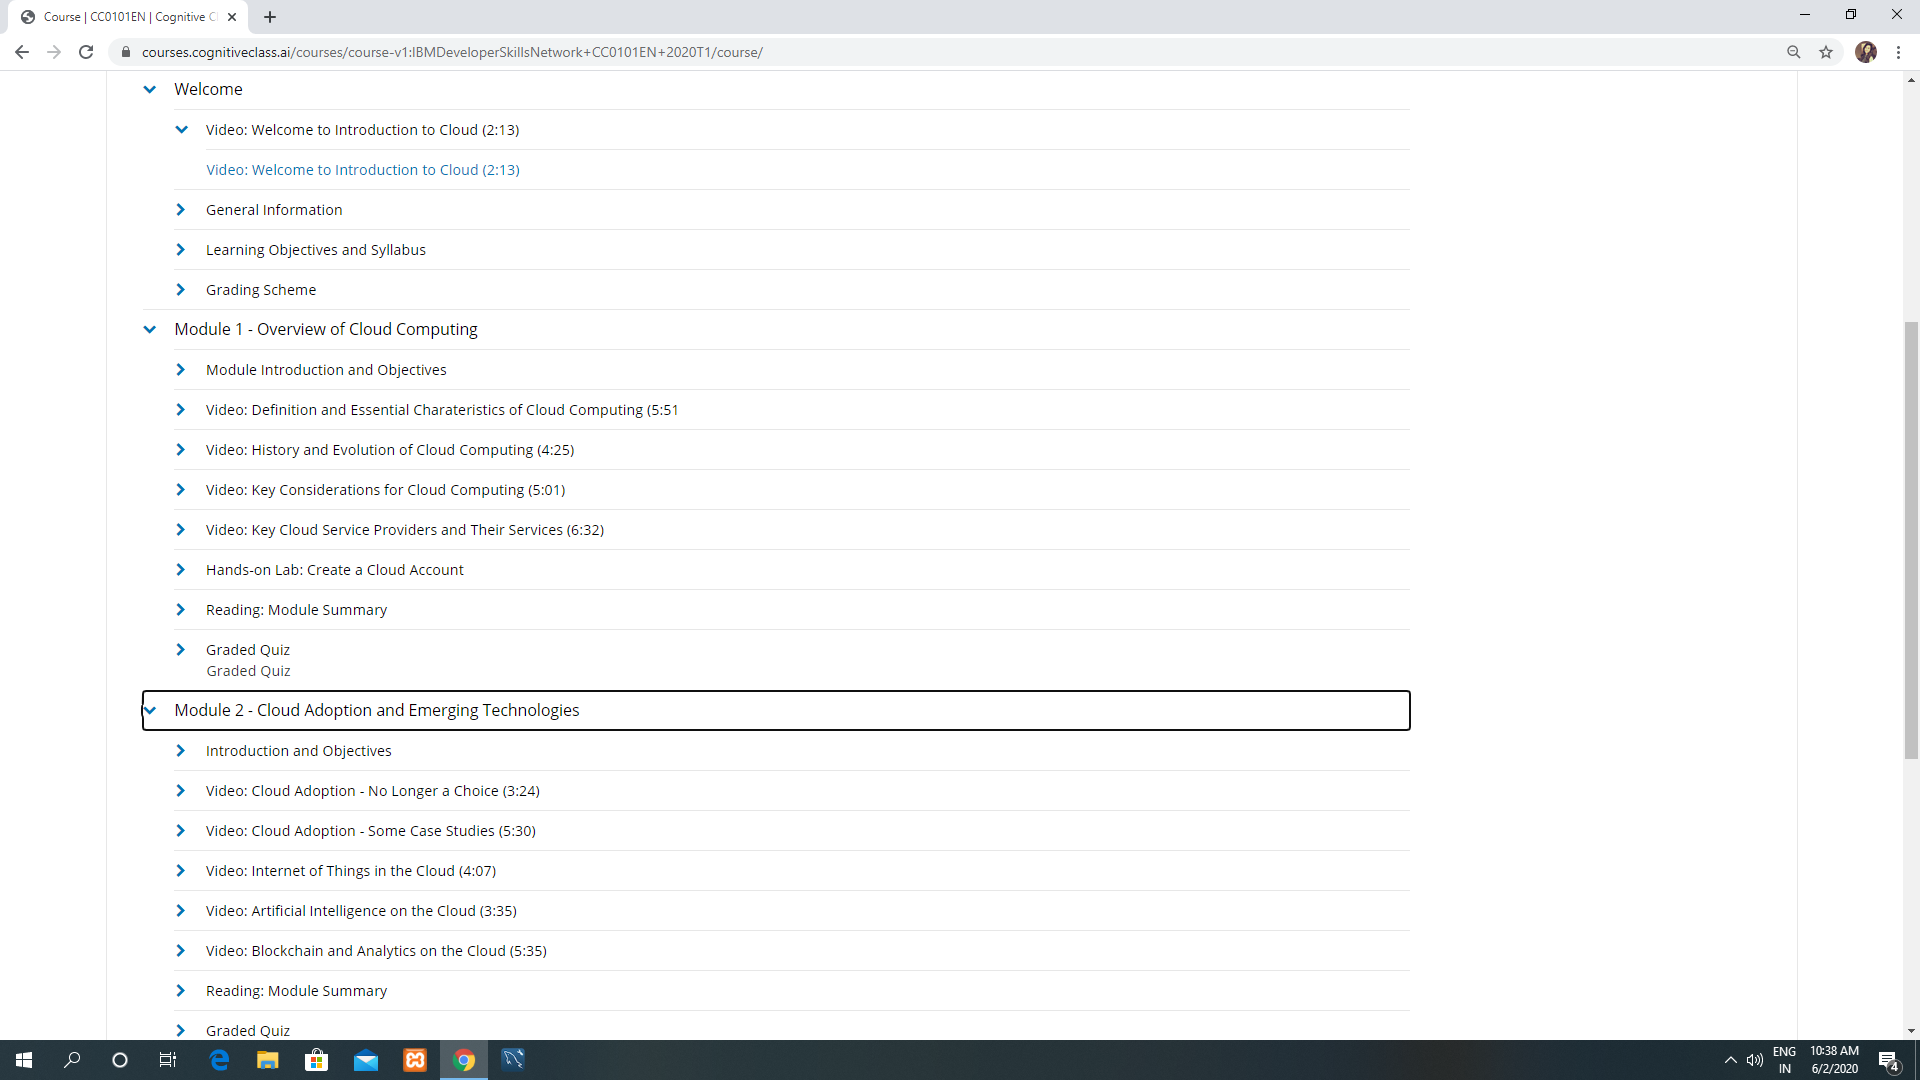 Course | CC0101EN | Cognitive Cl
courses.cognitiveclass.ai/courses/course-v1:IBMDeveloperSkillsNetwork+CC0101EN+2020T1/course/
Welcome
Video: Welcome to Introduction to Cloud (2:13)
Video: Welcome to Introduction to Cloud (2:13)
General Information
Learning Objectives and Syllabus
Grading Scheme
Module 1 - Overview of Cloud Computing
Module Introduction and Objectives
Video: Definition and Essential Charateristics of Cloud Computing (5:51
Video: History and Evolution of Cloud Computing (4:25)
Video: Key Considerations for Cloud Computing (5:01)
Video: Key Cloud Service Providers and Their Services (6:32)
Hands-on Lab: Create a Cloud Account
Reading: Module Summary
Graded Quiz
Graded Quiz
Module 2 - Cloud Adoption and Emerging Technologies
Introduction and Objectives
Video: Cloud Adoption - No Longer a Choice (3:24)
Video: Cloud Adoption - Some Case Studies (5:30)
Video: Internet of Things in the Cloud (4:07)
Video: Artificial Intelligence on the Cloud (3:35)
Video: Blockchain and Analytics on the Cloud (5:35)
Reading: Module Summary
Graded Quiz
ENG 10:38 AM
IN 6/2/2020 4